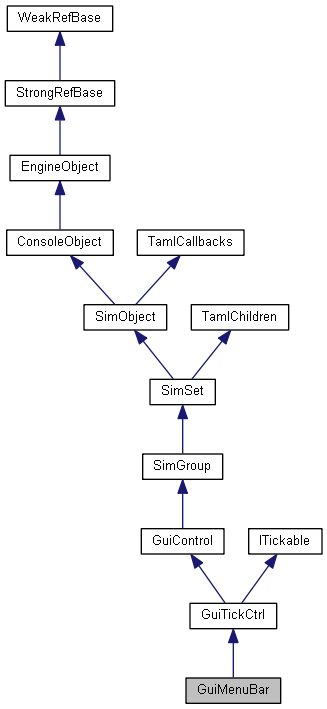 WeakRefBase
StrongRefBase
EngineObject
ConsoleObject
TamlCallbacks
SimObject
TamlChildren
SimSet
SimGroup
GuiControl
ITickable
GuiTickCtrl
GuiMenuBar